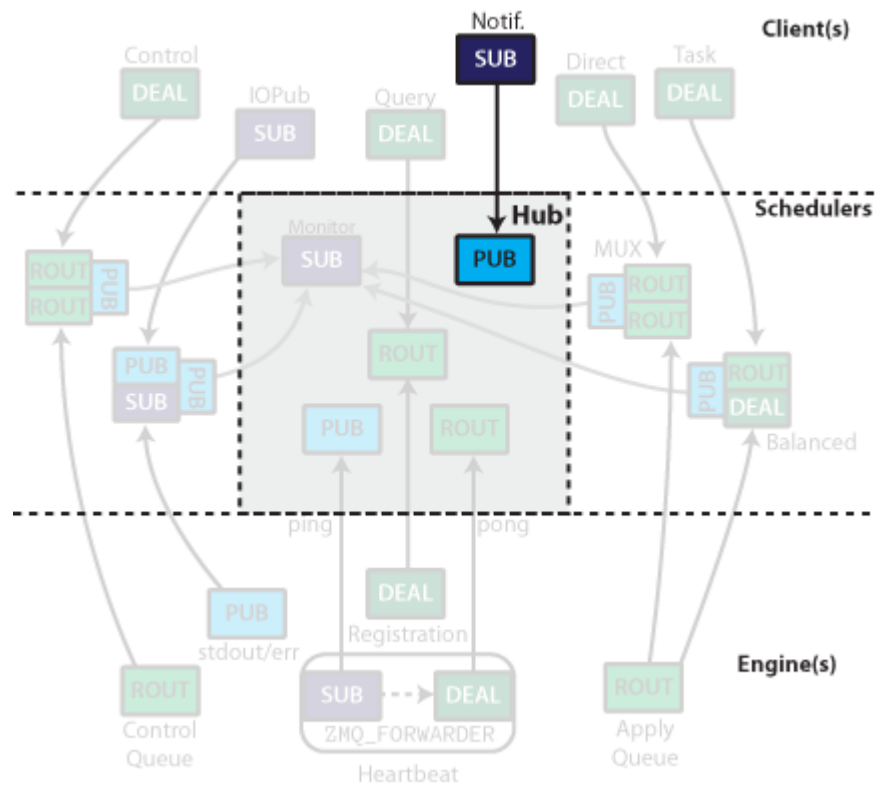 Notif.
Client(s)
SUB
Control
Direct
Task
DEAL
IOPub
Query
DEAL
DEAL
SUB
DEAL
Schedulers
Hub
Monitor
SUB
PUB
MUX
ROUT
ROUT
PUB
PUB
ROUT
ROUT
ROUT
PUB
SUB
PUB
PUB
ROUT
DEAL
PUB
ROUT
Balanced
ping
pong
DEAL
PUB
Registration
stdout/err
Engine(s)
ROUT
SUB
DEAL
ROUT
Control
Queue
ZMQ_FORWARDER
Apply
Queue
Heartbeat